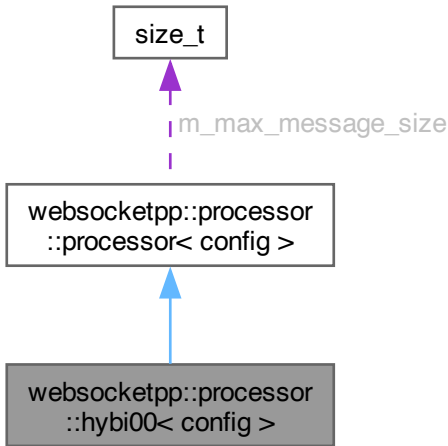 size_t
m_max_message_size
websocketpp::processor
::processor< config >
websocketpp::processor
::hybi00< config >